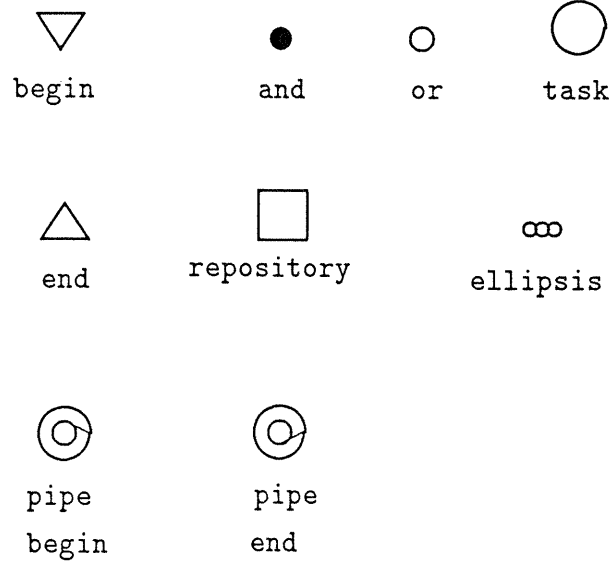 begin and or task
end repository ellipsis
pipe pipe
begin end